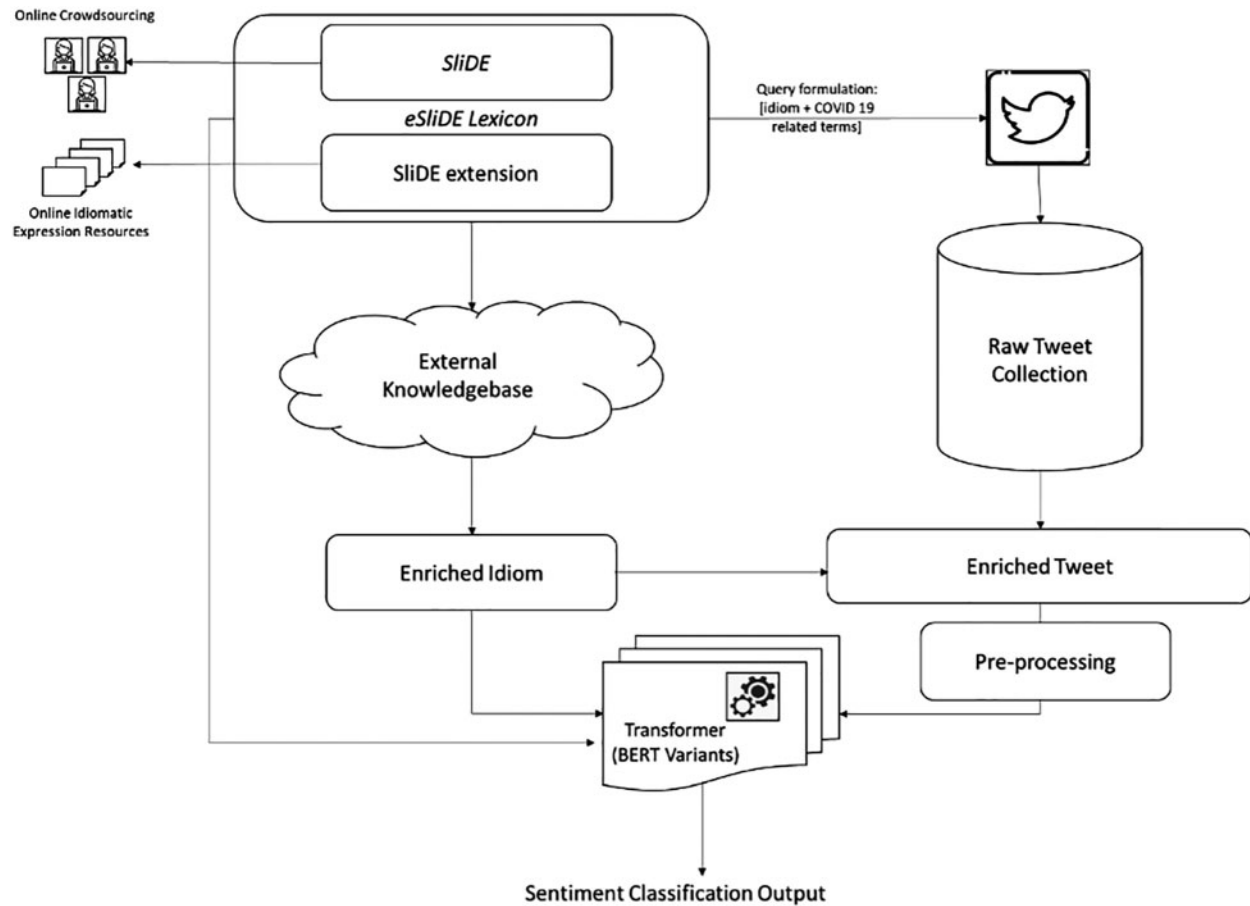 Online Crowdsourcing
SliDE
eSliDE Lexicon
SliDE extension
Online Idiomatic
Expression Resources
Query formulation:
[idiom + COVID 19
related terms]
External
Knowledgebase
Raw Tweet
Collection
Enriched Idiom
Enriched Tweet
Pre-processing
Transformer
(BERT Variants)
Sentiment Classification Output